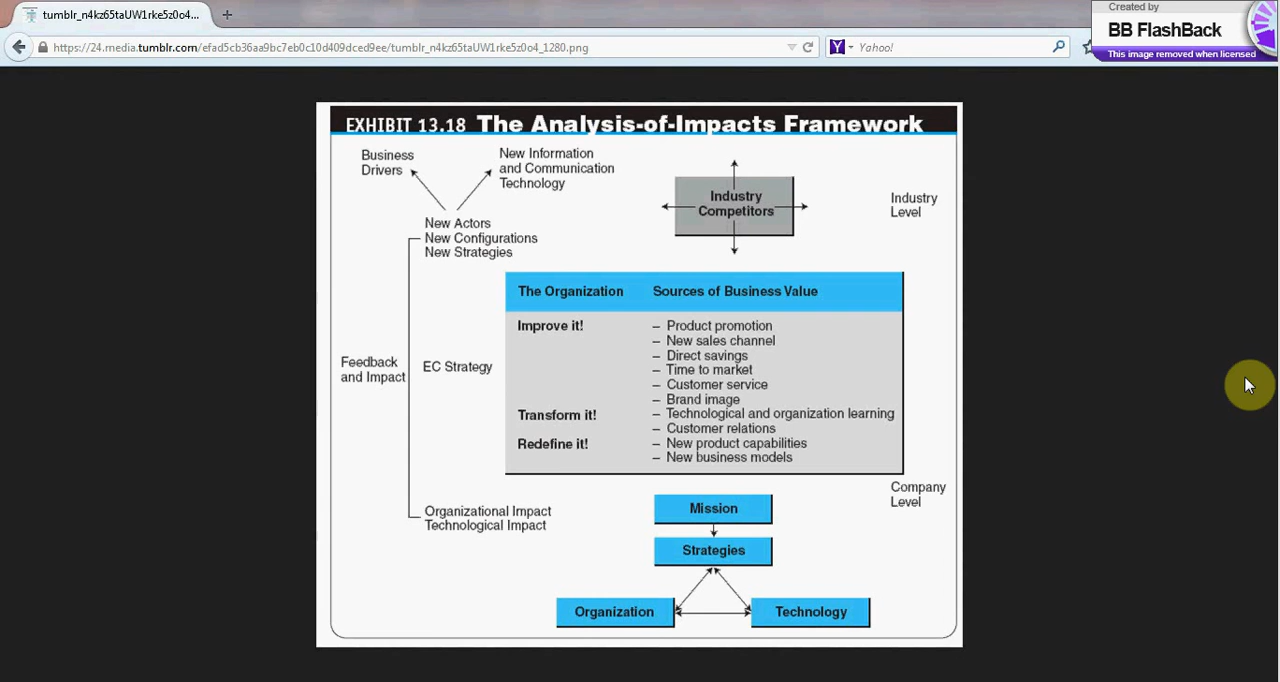 tumblr_n4kz65taUW1rke5z0o4...
Created by
BB FlashBack
This image removed when licensed
https://24.media.tumblr.com/efad5cb36aa9bc7eb0c10d409dced9ee/tumblr_n4kz65taUW1rke5z0o4_1280.png
Yahoo!
EXHIBIT 13.18 The Analysis-of-Impacts Framework
Business
Drivers
New Information
and Communication
Technology
Industry
Competitors
Industry
Level
New Actors
New Configurations
New Strategies
The Organization Sources of Business Value
Improve it! – Product promotion
– New sales channel
– Direct savings
– Time to market
– Customer service
– Brand image
Transform it! – Technological and organization learning
– Customer relations
Redefine it! – New product capabilities
– New business models
Feedback
and Impact
EC Strategy
Company
Level
Organizational Impact
Technological Impact
Mission
Strategies
Organization
Technology